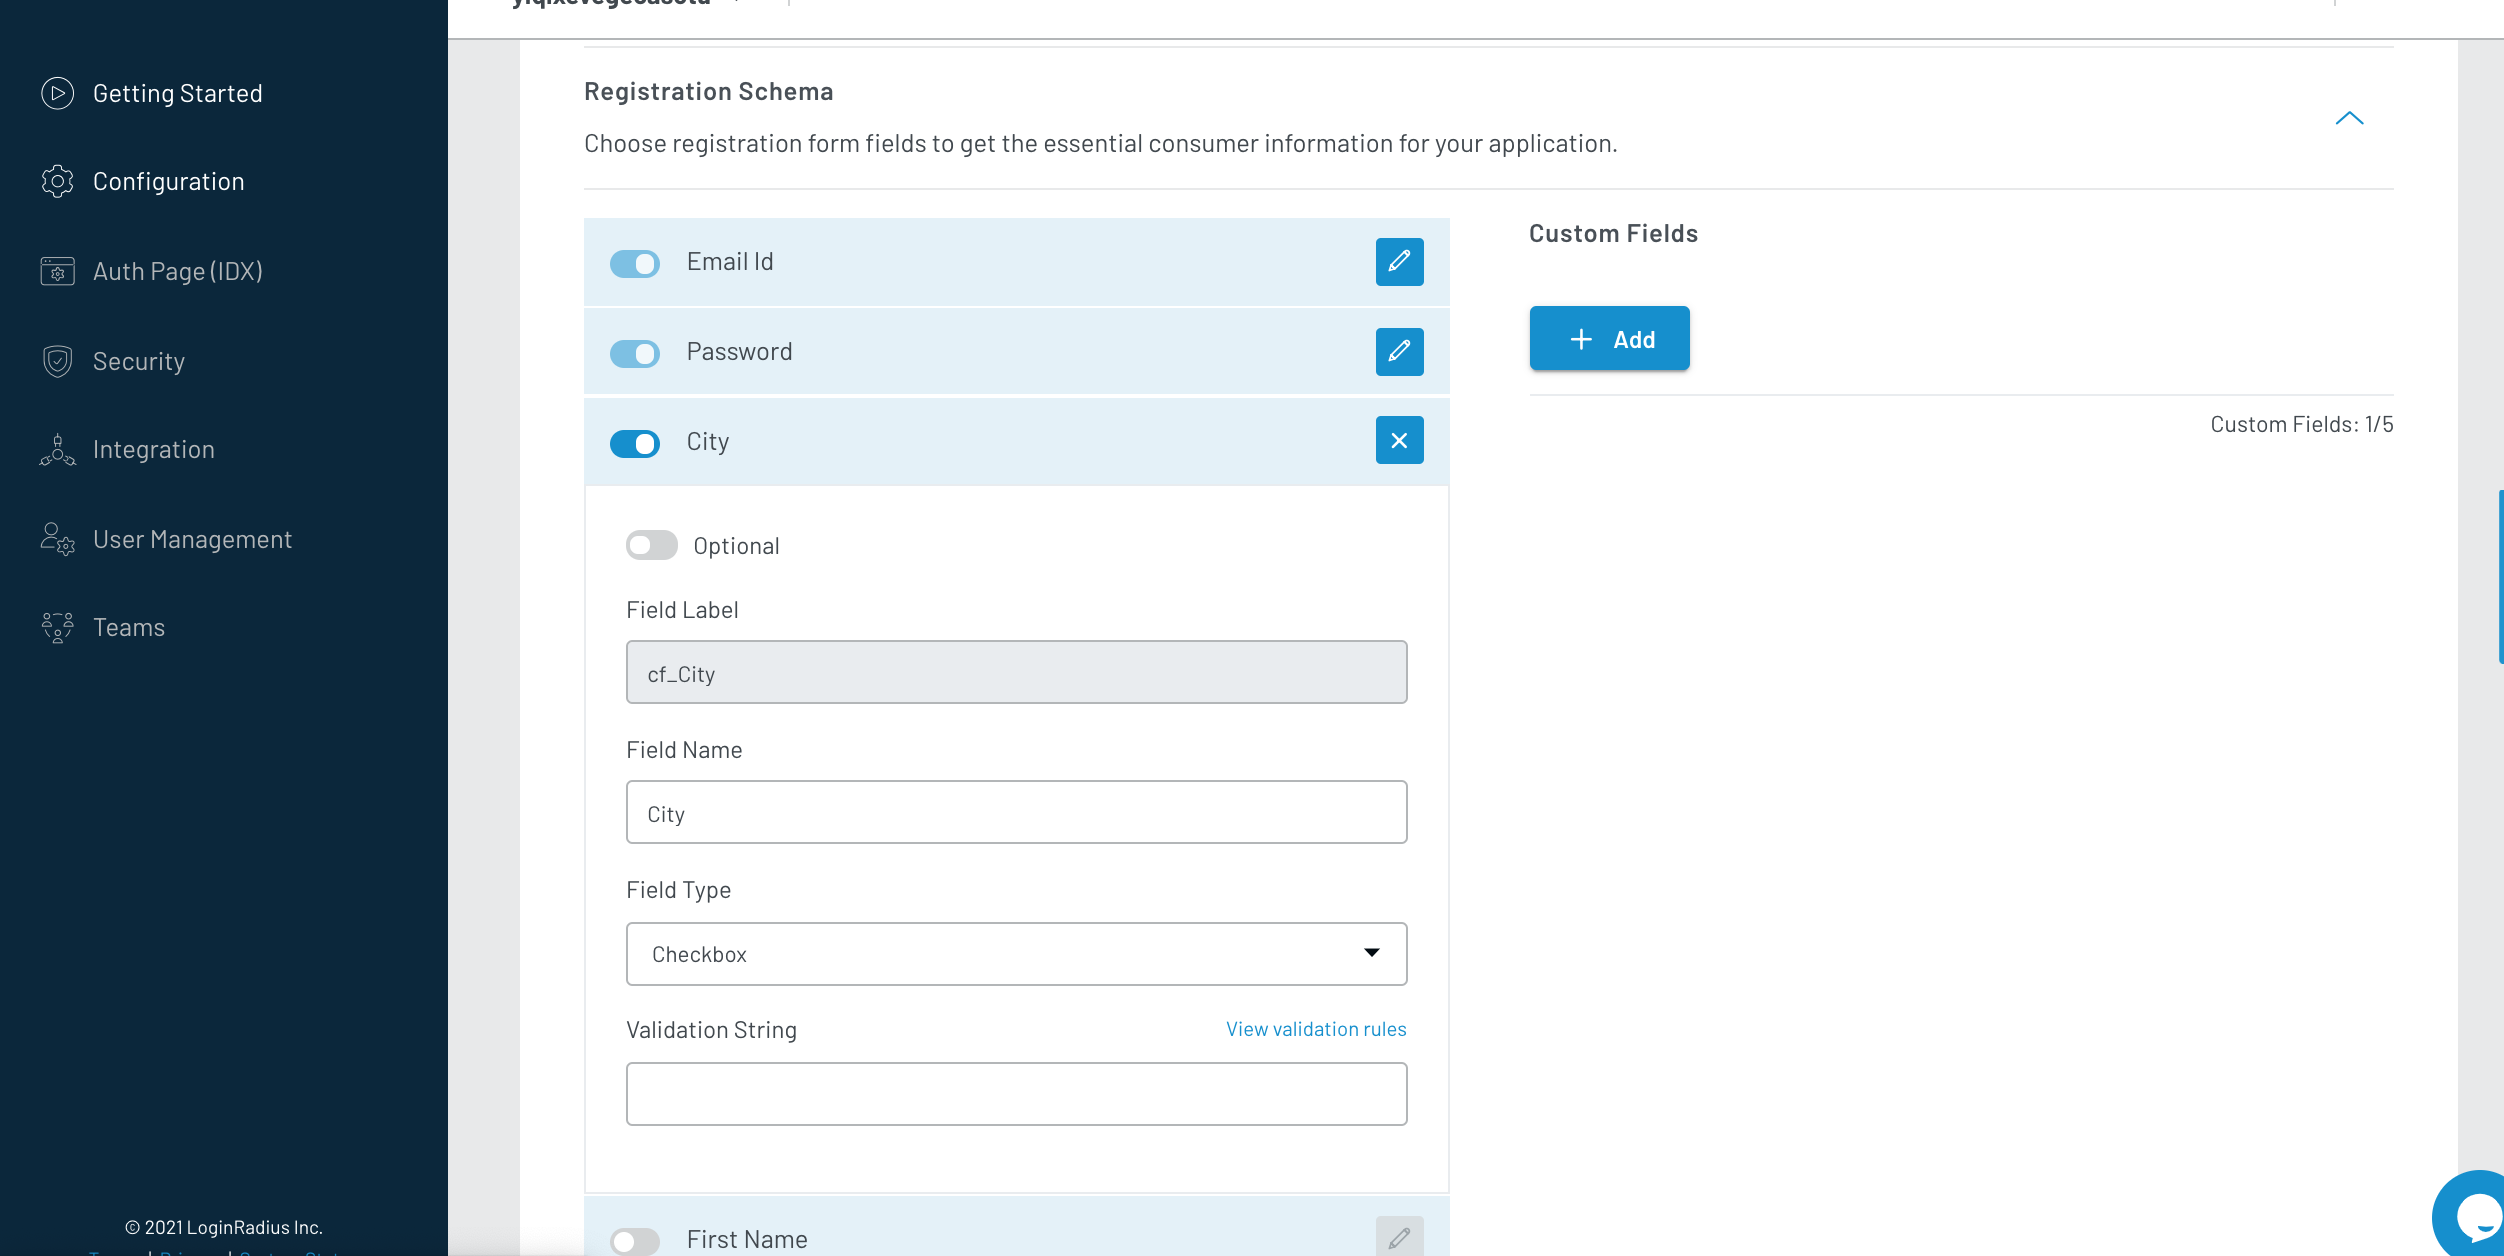 Getting Started
Configuration
Auth Page (IDX)
Security
Integration
User Management
Teams
© 2021 LoginRadius Inc.
Registration Schema
Choose registration form fields to get the essential consumer information for your application.
Email Id
Password
City
Optional
Field Label
cf_City
Field Name
City
Field Type
Checkbox
Validation String
View validation rules
First Name
Custom Fields
+ Add
Custom Fields: 1/5